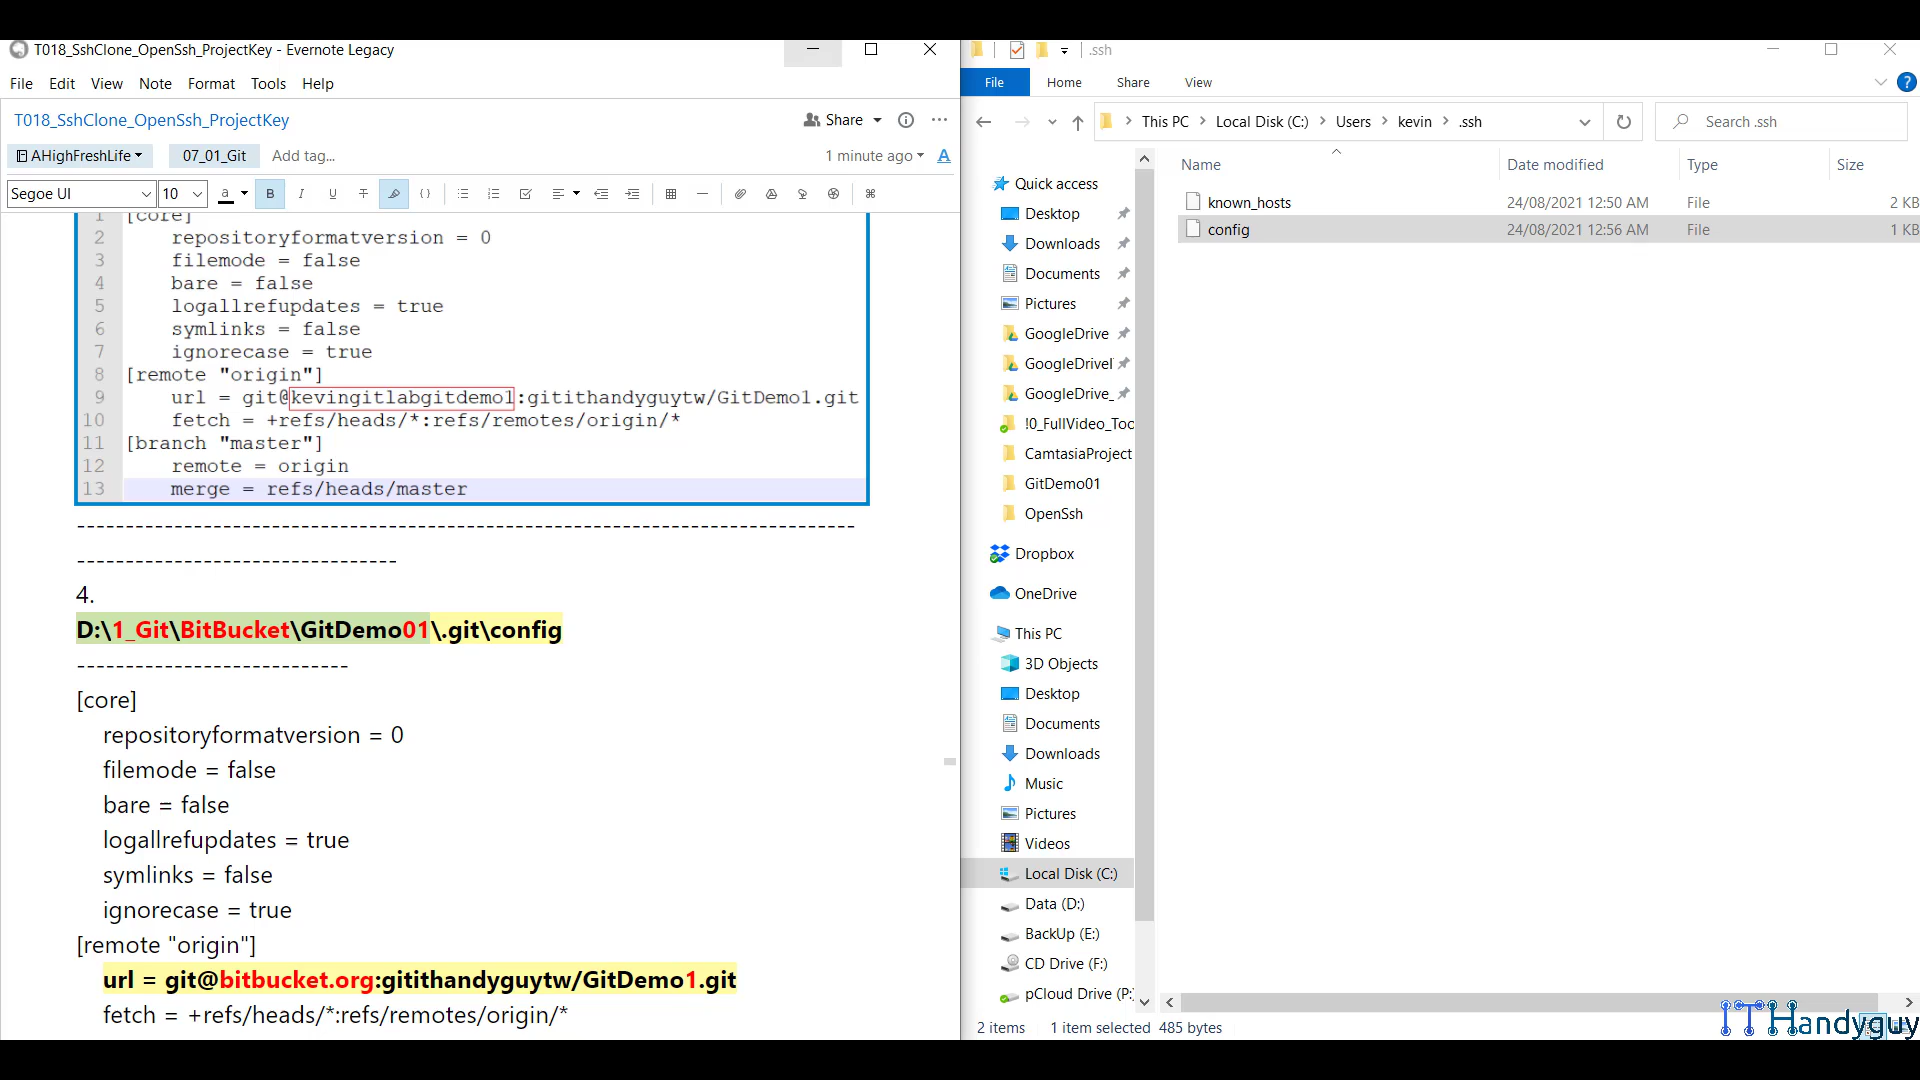 T018_SshClone_OpenSsh_ProjectKey - Evernote Legacy
File Edit View Note Format Tools Help
T018_SshClone_OpenSsh_ProjectKey
Share
AHighFreshLife
07_01_Git
Add tag...
1 minute ago
Segoe UI
10
1 [core]
2 repositoryformatversion = 0
3 filemode = false
4 bare = false
5 logallrefupdates = true
6 symlinks = false
7 ignorecase = true
8 [remote "origin"]
9 url = git@kevingitlabgitdemo1:gitithandyguytw/GitDemo1.git
10 fetch = +refs/heads/*:refs/remotes/origin/*
11 [branch "master"]
12 remote = origin
13 merge = refs/heads/master
--------------------------------------------------------------------------------
---------------------------------
4.
D:\1_Git\BitBucket\GitDemo01\.git\config
----------------------------
[core]
repositoryformatversion = 0
filemode = false
bare = false
logallrefupdates = true
symlinks = false
ignorecase = true
[remote "origin"]
url = git@bitbucket.org:gitithandyguytw/GitDemo1.git
fetch = +refs/heads/*:refs/remotes/origin/*
.ssh
File Home Share View
This PC > Local Disk (C:) > Users > kevin > .ssh
Search .ssh
Quick access
Desktop
Downloads
Documents
Pictures
GoogleDrive
GoogleDriveI
GoogleDrive_
!0_FullVideo_Toc
CamtasiaProject
GitDemo01
OpenSsh
Dropbox
OneDrive
This PC
3D Objects
Desktop
Documents
Downloads
Music
Pictures
Videos
Local Disk (C:)
Data (D:)
BackUp (E:)
CD Drive (F:)
pCloud Drive (P:)
Name Date modified Type Size
known_hosts 24/08/2021 12:50 AM File 2 KB
config 24/08/2021 12:56 AM File 1 KB
2 items 1 item selected 485 bytes
IT Handyguy